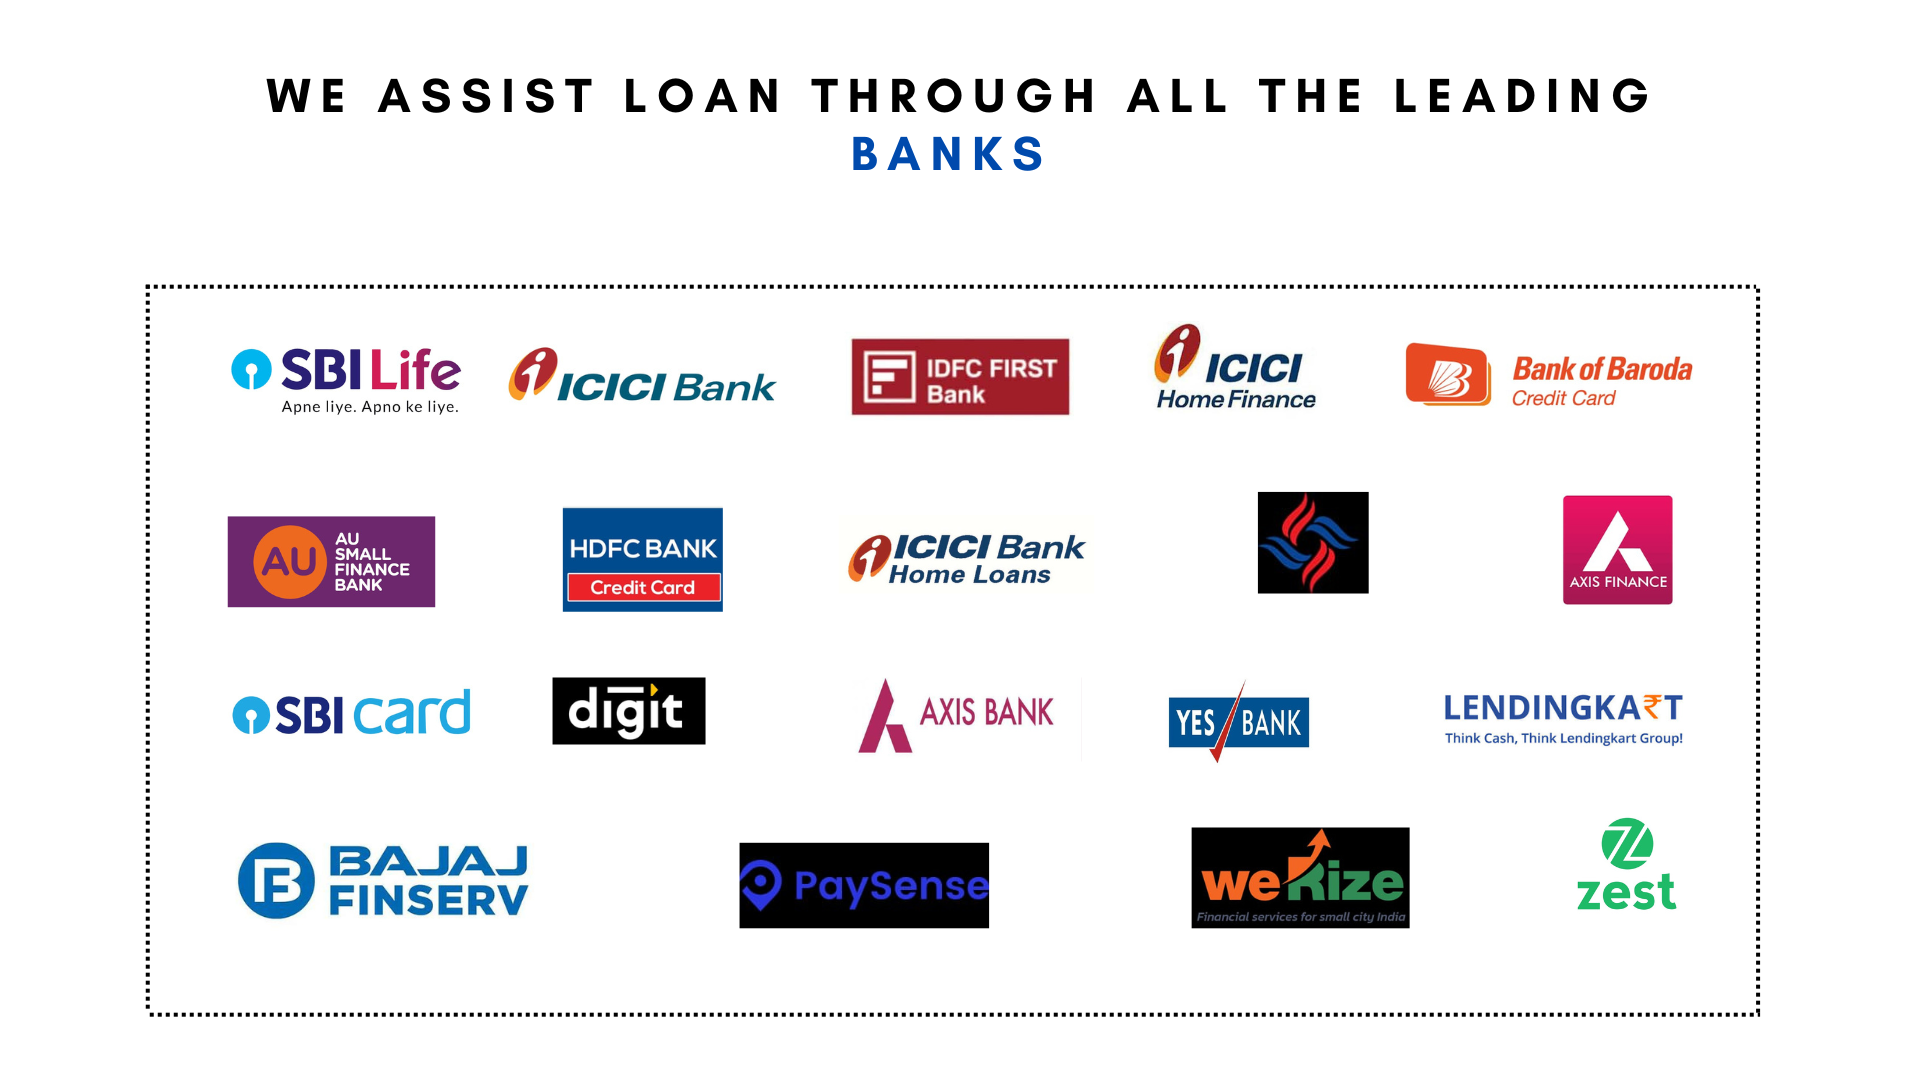 WE ASSIST LOAN THROUGH ALL THE LEADING
BANKS
SBI Life
Apne liye. Apno ke liye.
ICICI Bank
IDFC FIRST
Bank
ICICI
Home Finance
Bank of Baroda
Credit Card
AU
AU
SMALL
FINANCE
BANK
HDFC BANK
Credit Card
ICICI Bank
Home Loans
AXIS FINANCE
SBI card
digit
AXIS BANK
YES BANK
LENDINGKA₹T
Think Cash, Think Lendingkart Group!
BAJAJ
FINSERV
PaySense
weRize
Financial services for small city India
zest